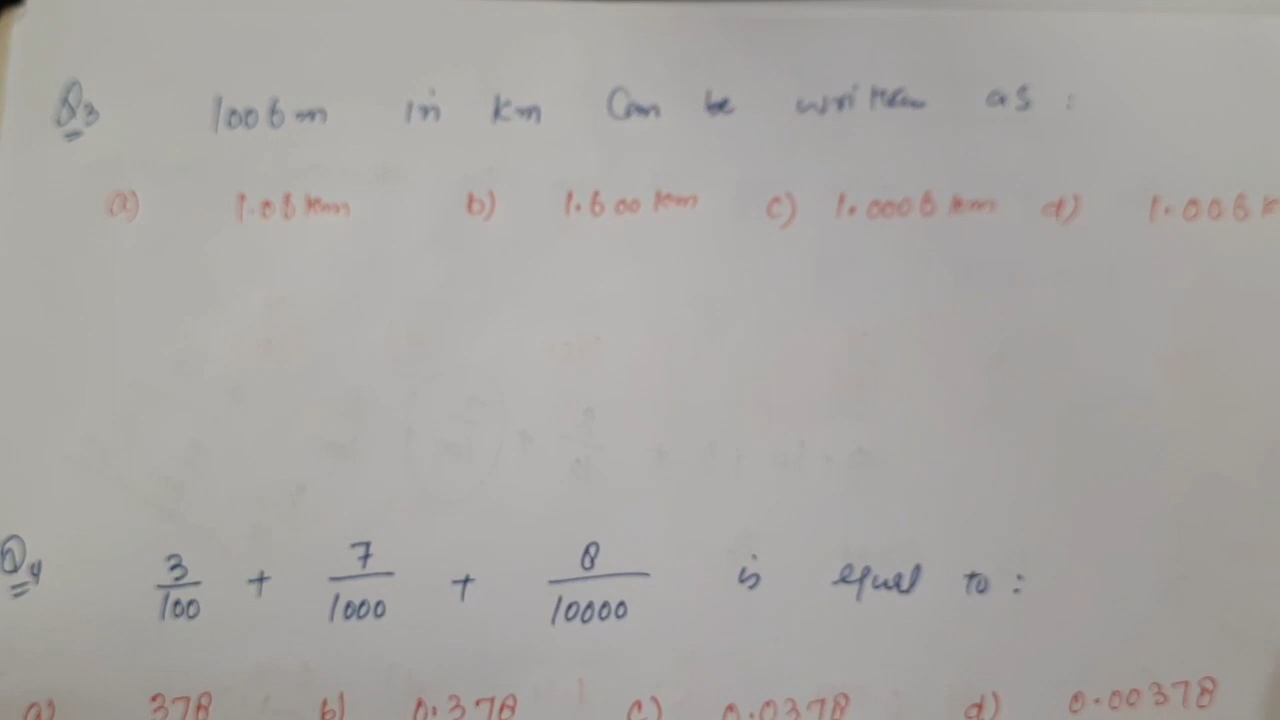 Q3 1006m in km Can be written as :
a) 1.06 km b) 1.600 km c) 1.0006 km d) 1.006 k
Q4 3/100 + 7/1000 + 8/10000 is equal to :
a) 378 b) 0.378 c) 0.0378 d) 0.00378